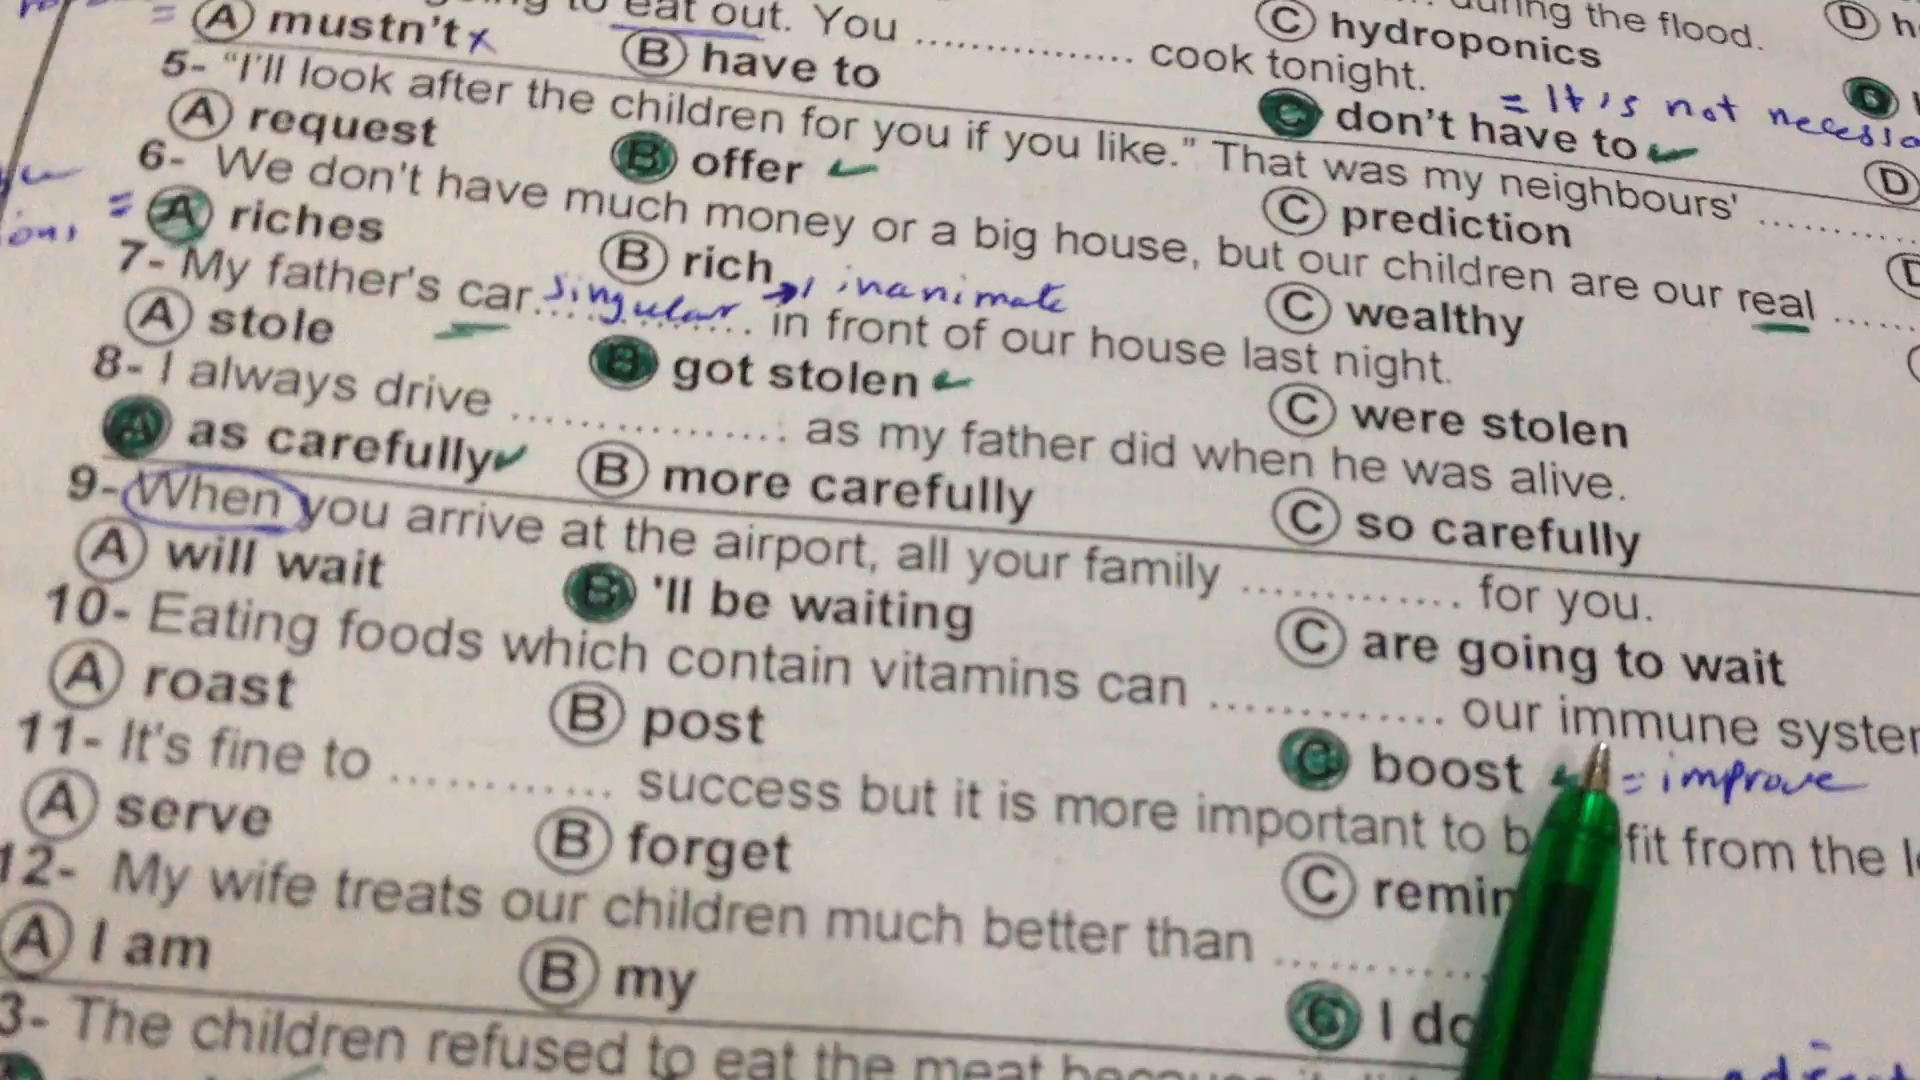 during the flood.
to eat out. You ............... cook tonight.
= A mustn't x B have to C hydroponics D
C don't have to = It's not
5- "I'll look after the children for you if you like." That was my neighbours' ..........
A request B offer C prediction D
6- We don't have much money or a big house, but our children are our real ......
= A riches B rich C wealthy
7- My father's car singular → inanimate in front of our house last night.
A stole B got stolen C were stolen
8- I always drive ................ as my father did when he was alive.
A as carefully B more carefully C so carefully
9- When you arrive at the airport, all your family ............. for you.
A will wait B 'll be waiting C are going to wait
10- Eating foods which contain vitamins can .............. our immune
A roast B post C boost = improve
11- It's fine to .............. success but it is more important to fit from the
A serve B forget C
12- My wife treats our children much better than .............
A I am B my C I
3- The children refused to eat the meat